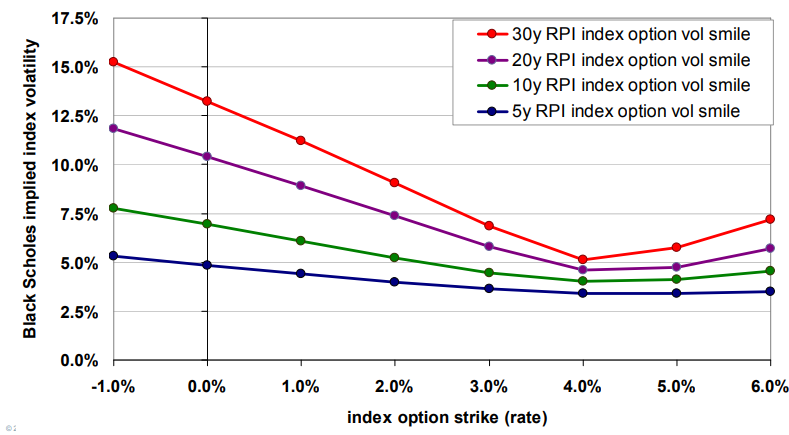 17.5%
15.0%
12.5%
10.0%
7.5%
5.0%
2.5%
0.0%
Black Scholes implied index volatility
30y RPI index option vol smile
20y RPI index option vol smile
10y RPI index option vol smile
5y RPI index option vol smile
-1.0% 0.0% 1.0% 2.0% 3.0% 4.0% 5.0% 6.0%
index option strike (rate)
©